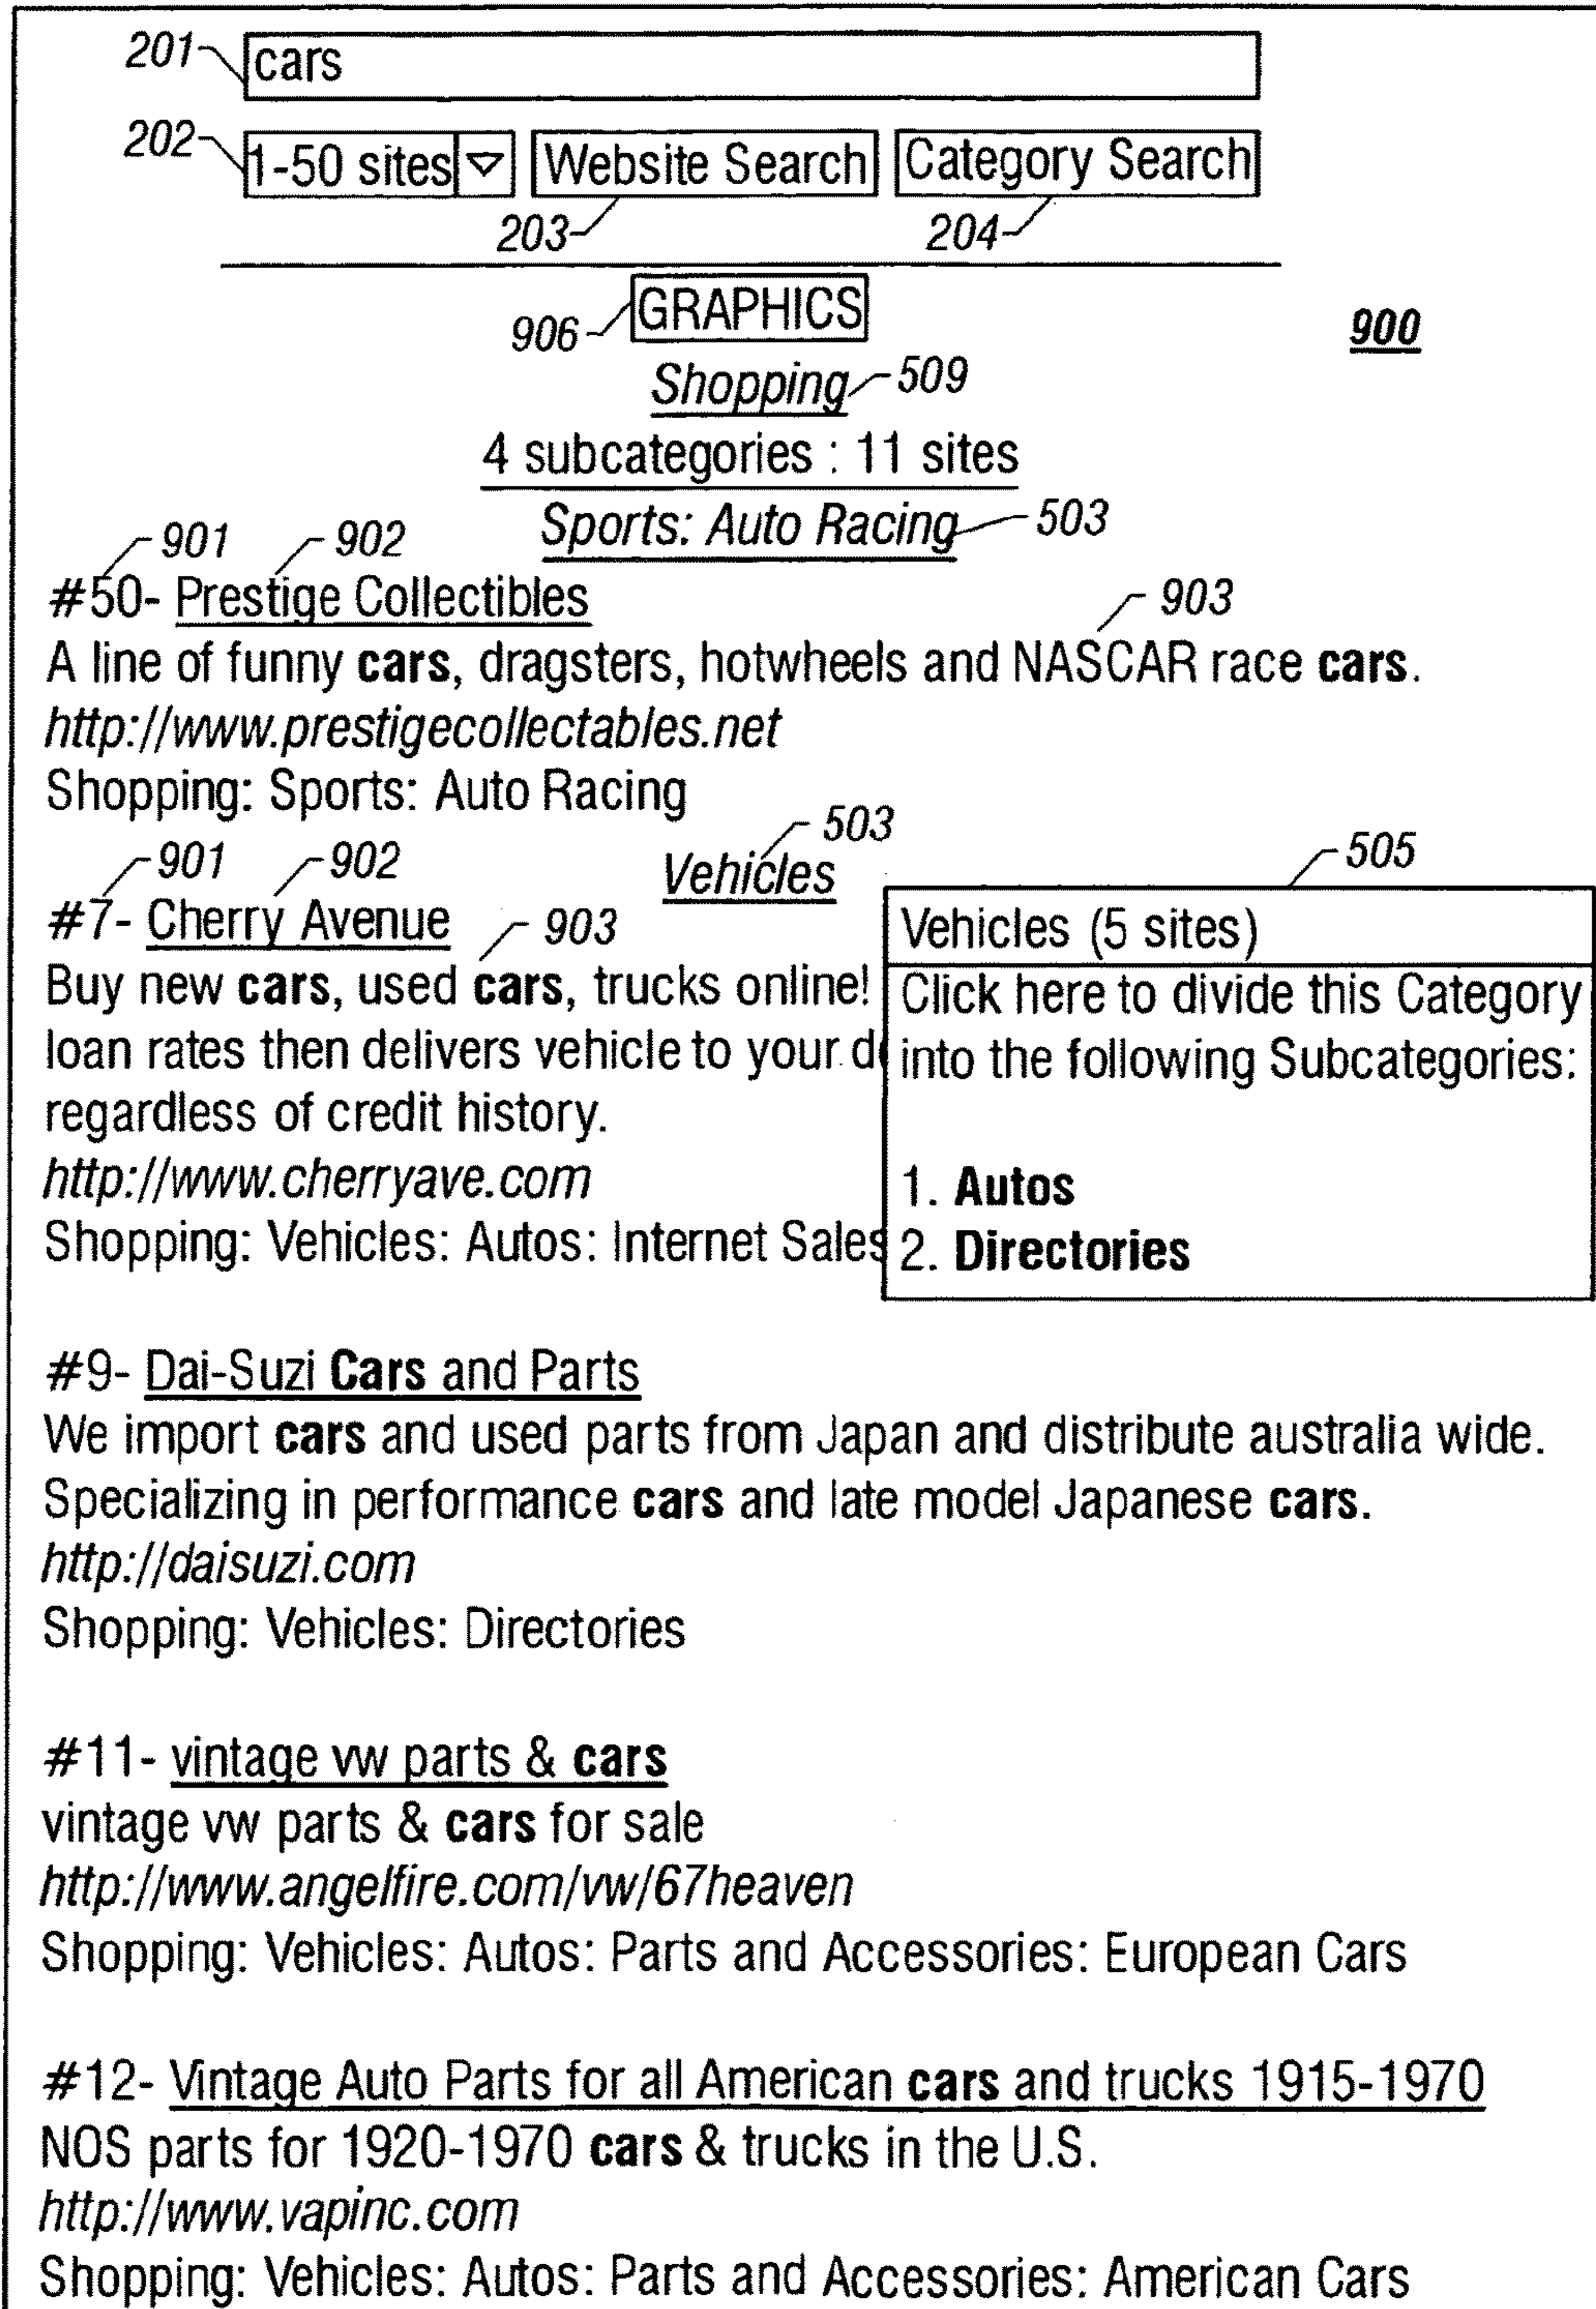 201
cars
202
1-50 sites Website Search Category Search
203 204
GRAPHICS
906
900
Shopping 509
4 subcategories : 11 sites
Sports: Auto Racing 503
901 902
#50- Prestige Collectibles
903
A line of funny cars, dragsters, hotwheels and NASCAR race cars.
http://www.prestigecollectables.net
Shopping: Sports: Auto Racing
503
Vehicles
901 902
#7- Cherry Avenue
903
Buy new cars, used cars, trucks online!
loan rates then delivers vehicle to your d
regardless of credit history.
http://www.cherryave.com
Shopping: Vehicles: Autos: Internet Sales
505
Vehicles (5 sites)
Click here to divide this Category
into the following Subcategories:
1. Autos
2. Directories
#9- Dai-Suzi Cars and Parts
We import cars and used parts from Japan and distribute australia wide.
Specializing in performance cars and late model Japanese cars.
http://daisuzi.com
Shopping: Vehicles: Directories
#11- vintage vw parts & cars
vintage vw parts & cars for sale
http://www.angelfire.com/vw/67heaven
Shopping: Vehicles: Autos: Parts and Accessories: European Cars
#12- Vintage Auto Parts for all American cars and trucks 1915-1970
NOS parts for 1920-1970 cars & trucks in the U.S.
http://www.vapinc.com
Shopping: Vehicles: Autos: Parts and Accessories: American Cars